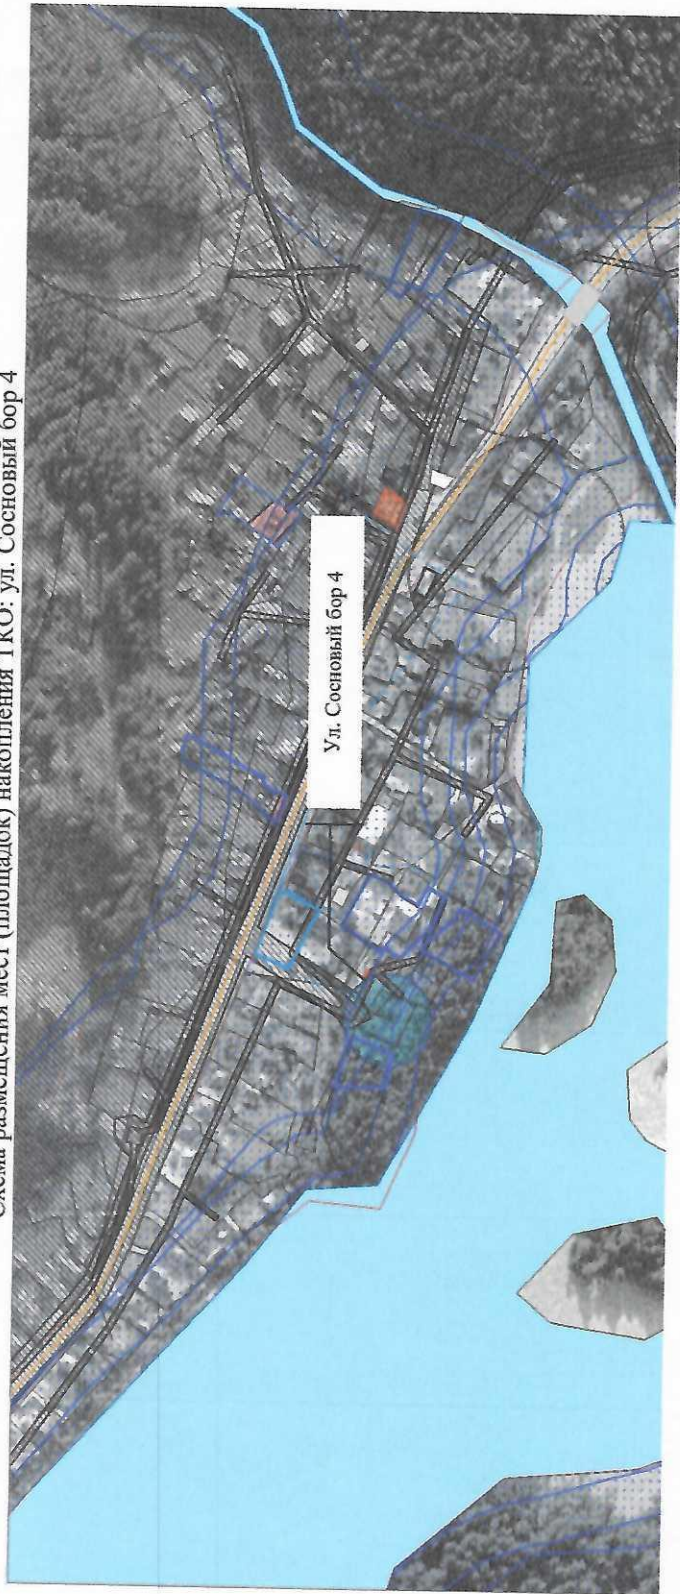 Схема размещения мест (площадок) накопления ТКО: ул. Сосновый бор 4
Ул. Сосновый бор 4